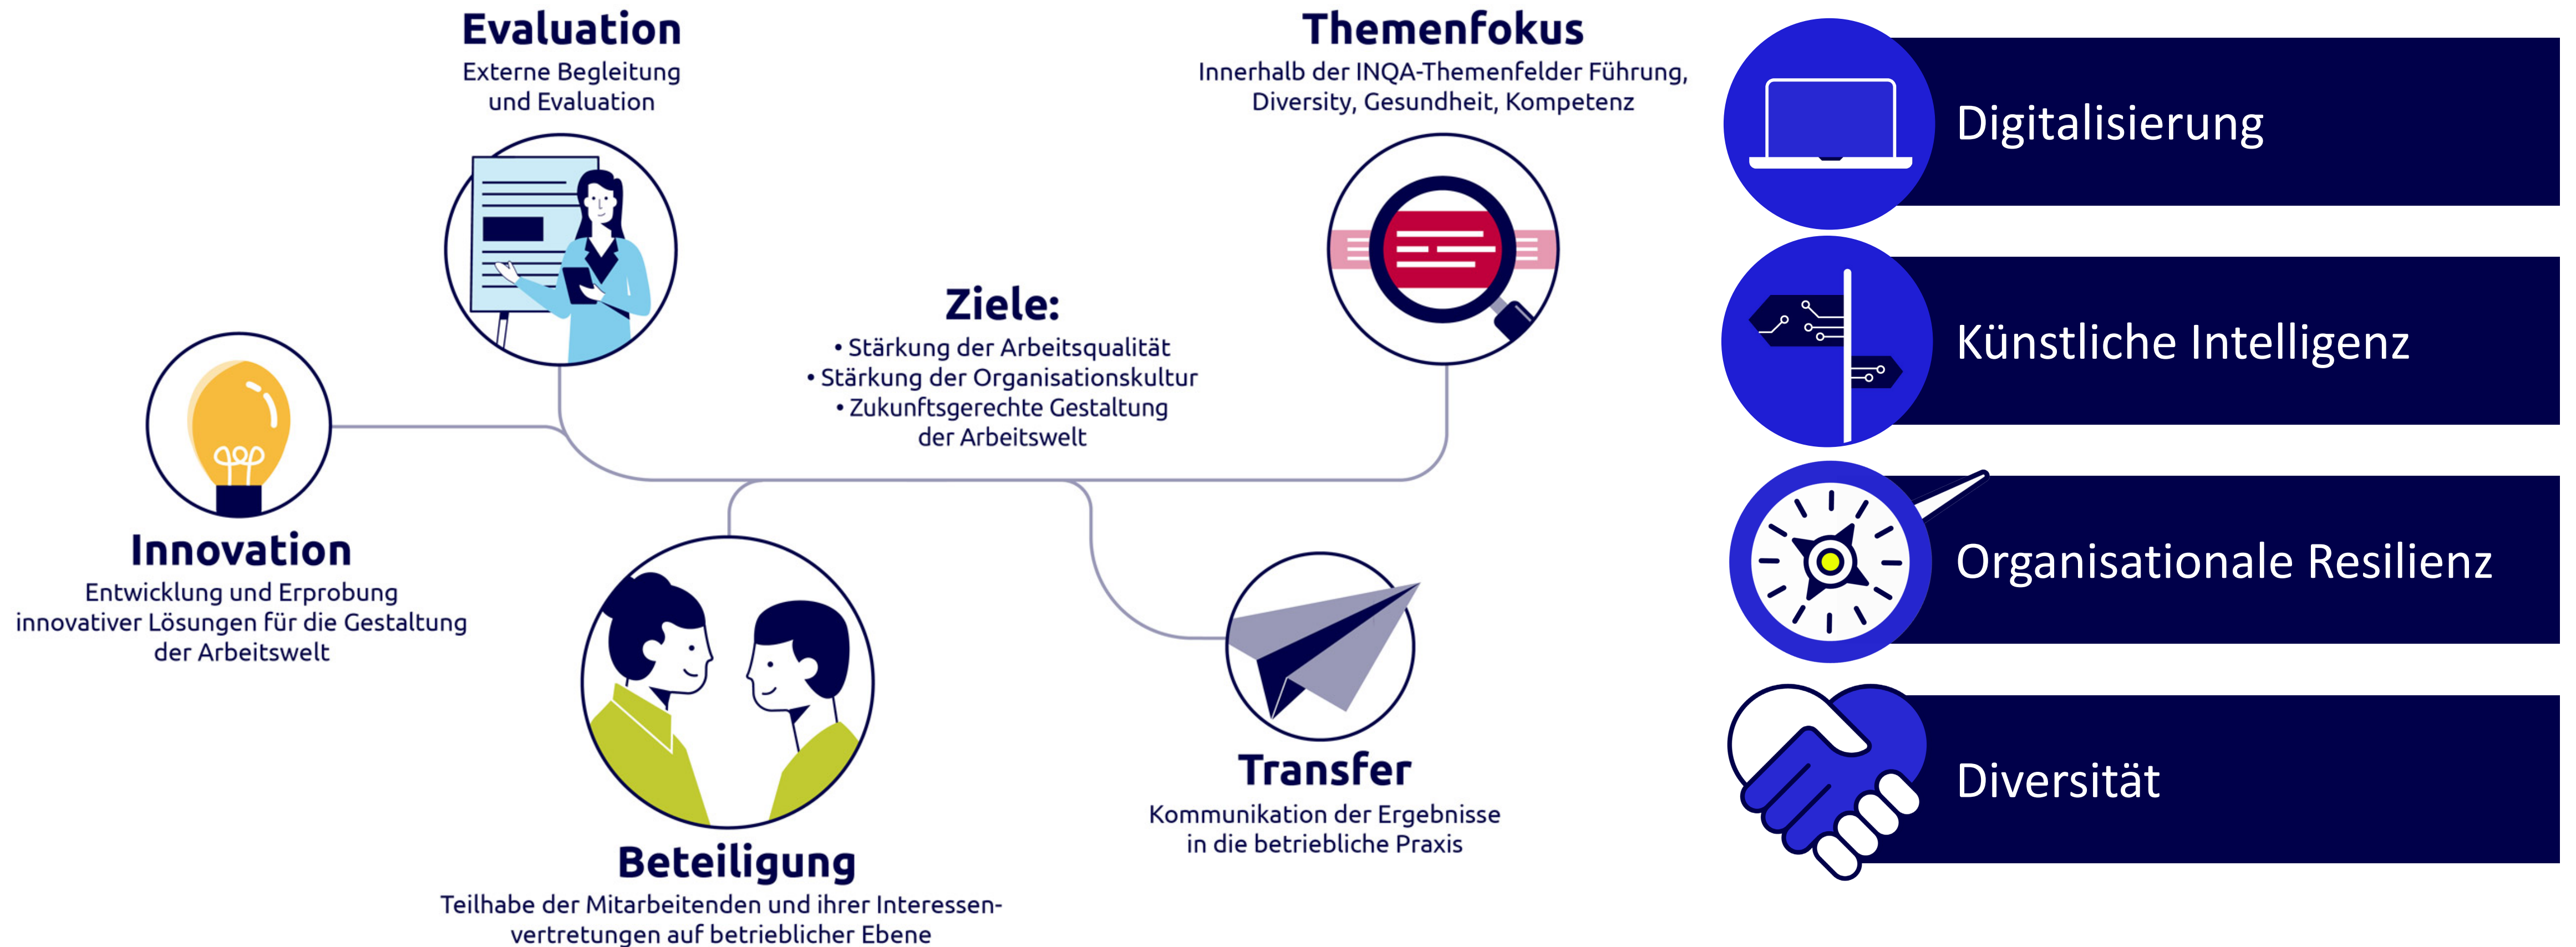 Evaluation
Externe Begleitung
und Evaluation
Themenfokus
Innerhalb der INQA-Themenfelder Führung,
Diversity, Gesundheit, Kompetenz
Ziele:
• Stärkung der Arbeitsqualität
• Stärkung der Organisationskultur
• Zukunftsgerechte Gestaltung
der Arbeitswelt
Innovation
Entwicklung und Erprobung
innovativer Lösungen für die Gestaltung
der Arbeitswelt
Beteiligung
Teilhabe der Mitarbeitenden und ihrer Interessen-
vertretungen auf betrieblicher Ebene
Transfer
Kommunikation der Ergebnisse
in die betriebliche Praxis
Digitalisierung
Künstliche Intelligenz
Organisationale Resilienz
Diversität